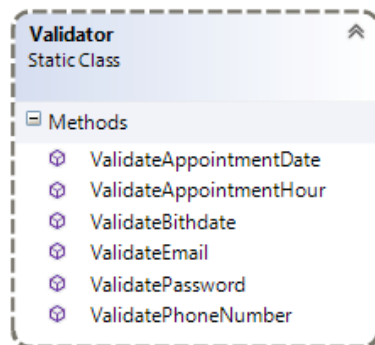 Validator
Static Class
Methods
ValidateAppointmentDate
ValidateAppointmentHour
ValidateBithdate
ValidateEmail
ValidatePassword
ValidatePhoneNumber